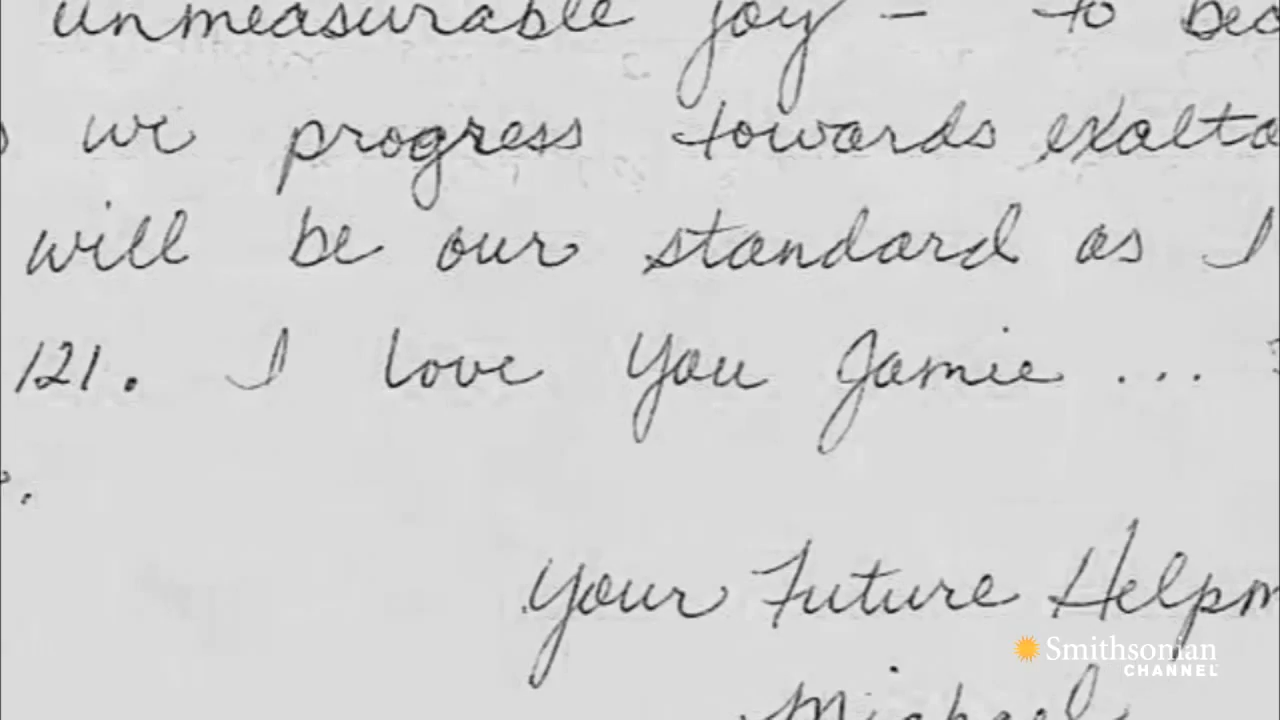 unmeasurable joy – to
we progress towards
will be our standard as I
121. I love you Jamie ...
Your Future
Michael
Smithsonian
CHANNEL